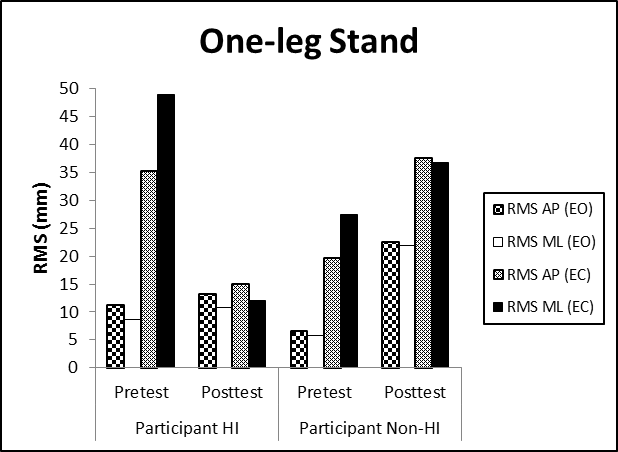 One-leg Stand
50
45
40
35
30
25
20
15
10
5
0
RMS (mm)
Pretest Posttest Pretest Posttest
Participant HI Participant Non-HI
RMS AP (EO)
RMS ML (EO)
RMS AP (EC)
RMS ML (EC)